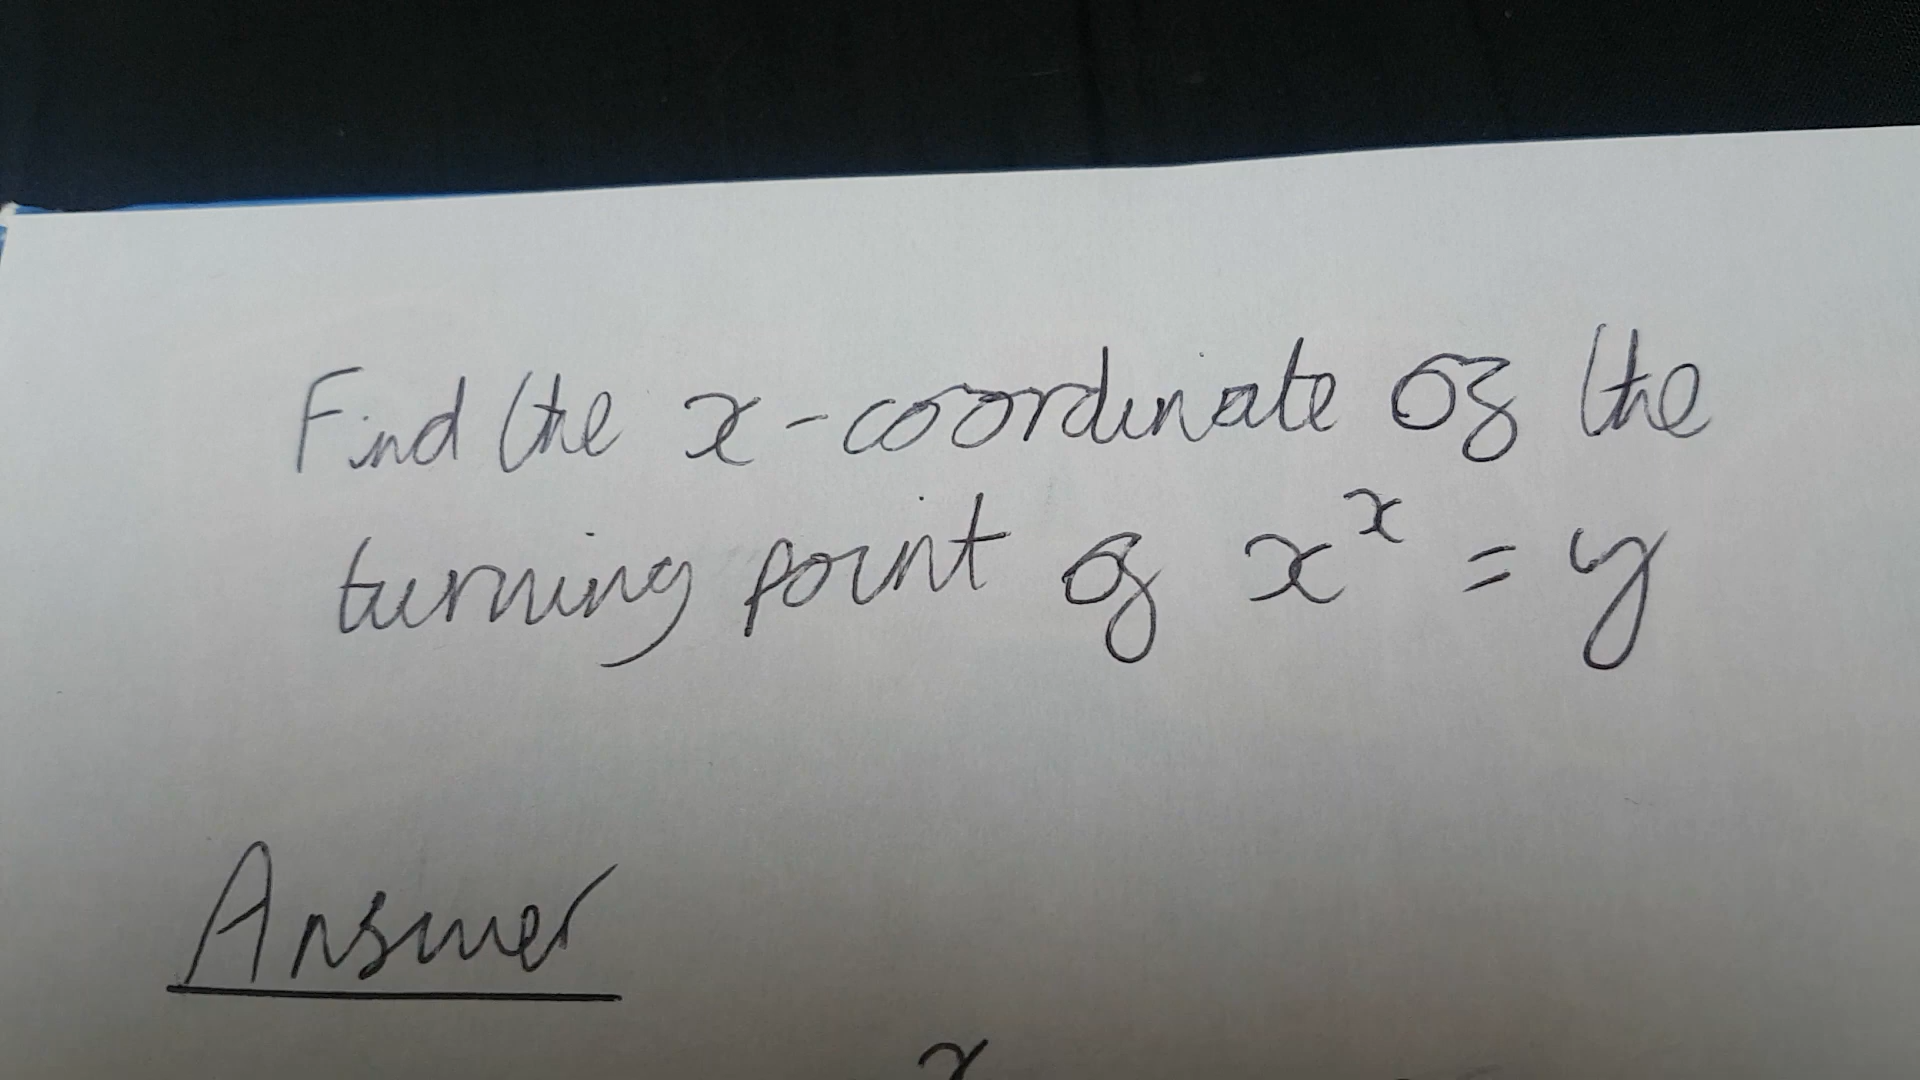 Find the x-coordinate of the
turning point of x^x = y
Answer
x